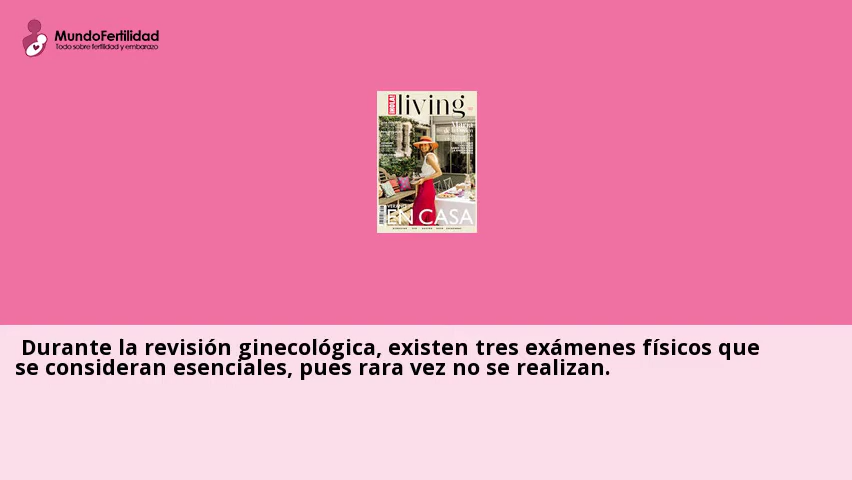 MundoFertilidad
Todo sobre fertilidad y embarazo
¡HOLA!
living
EN CASA
Durante la revisión ginecológica, existen tres exámenes físicos que
se consideran esenciales, pues rara vez no se realizan.